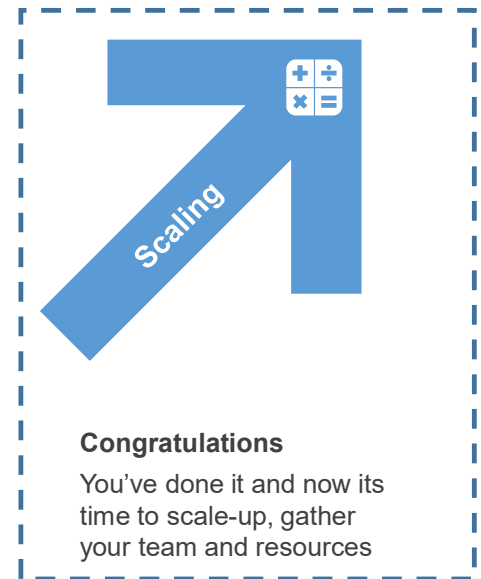 Scaling
Congratulations
You’ve done it and now its
time to scale-up, gather
your team and resources